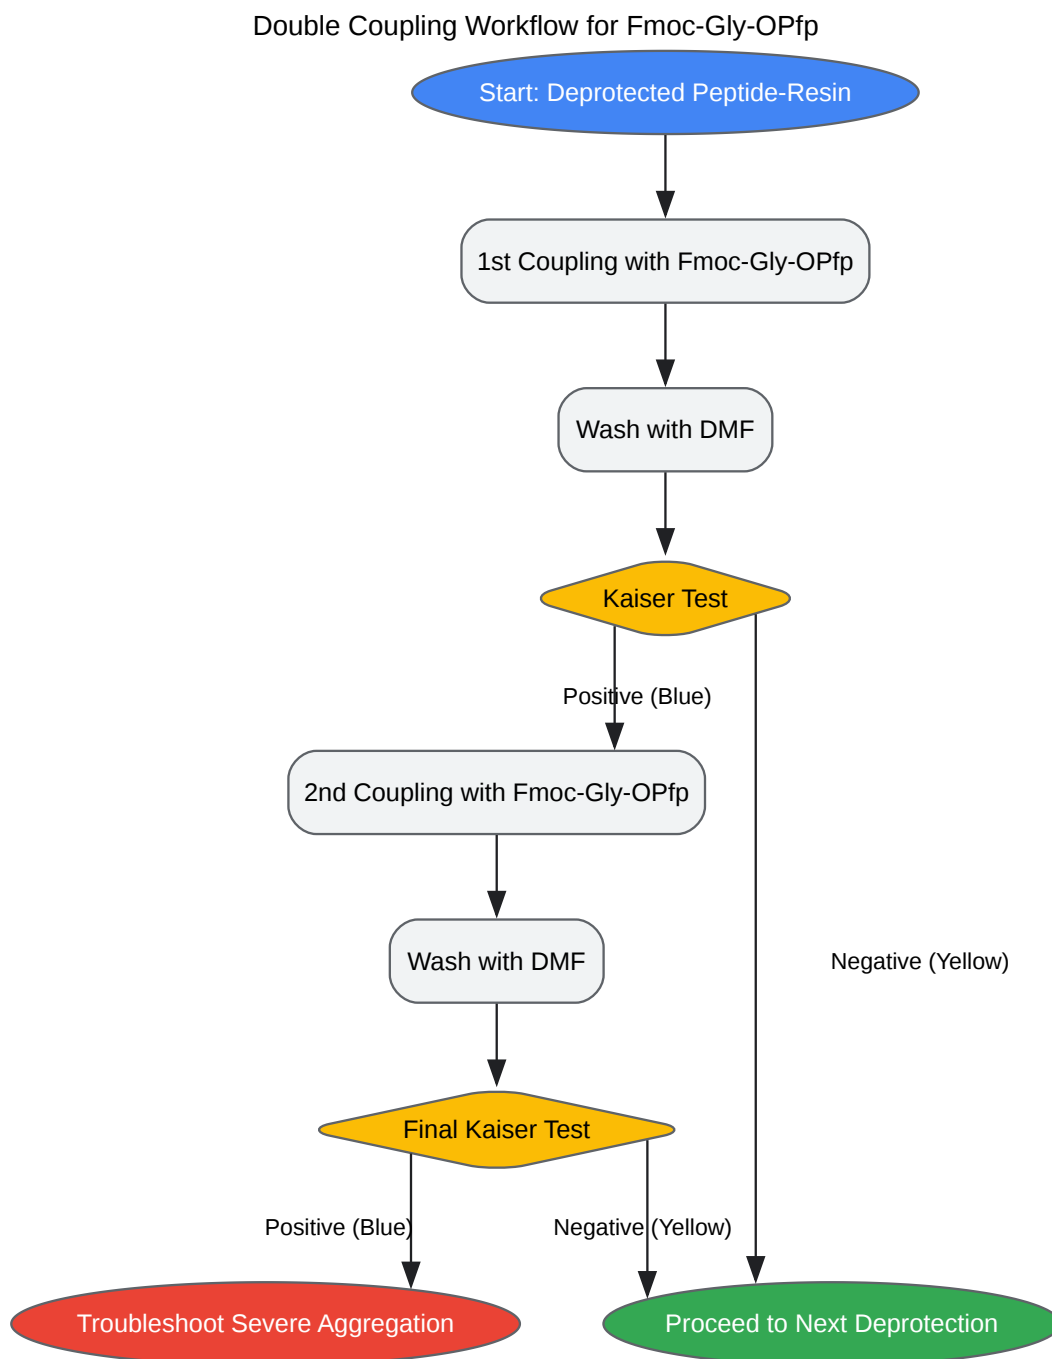 Double Coupling Workflow for Fmoc-Gly-OPfp
Start: Deprotected Peptide-Resin
1st Coupling with Fmoc-Gly-OPfp
Wash with DMF
Kaiser Test
Positive (Blue)
2nd Coupling with Fmoc-Gly-OPfp
Wash with DMF
Negative (Yellow)
Final Kaiser Test
Positive (Blue)
Negative (Yellow)
Troubleshoot Severe Aggregation
Proceed to Next Deprotection